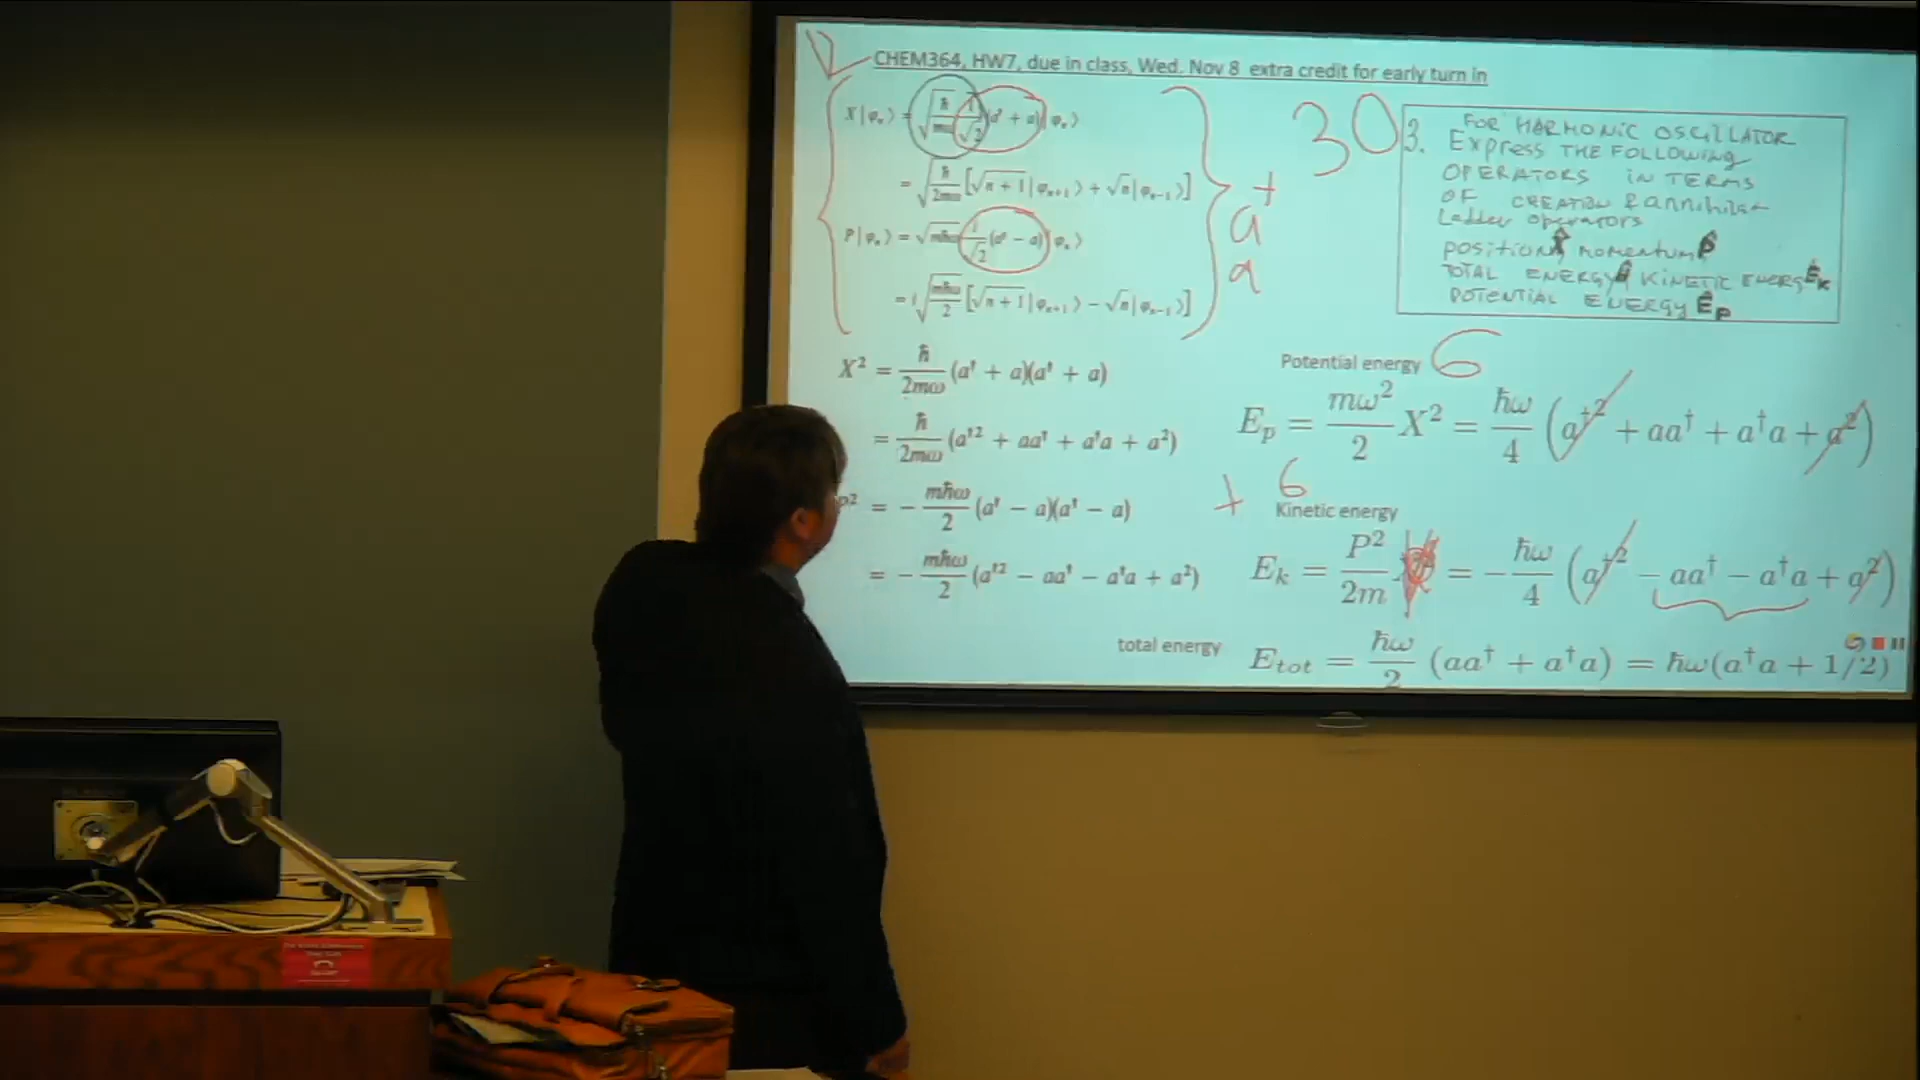 CHEM364, HW7, due in class, Wed. Nov 8 extra credit for early turn in
12
X|φₙ⟩ = √(ħ/mω) 1/√2 (a† + a)|φₙ⟩
= √(ħ/2mω) [√(n+1)|φₙ₊₁⟩ + √n|φₙ₋₁⟩]
P|φₙ⟩ = √(mħω) i/√2 (a† − a)|φₙ⟩
= i√(mħω/2) [√(n+1)|φₙ₊₁⟩ − √n|φₙ₋₁⟩]
a†
a
X² = ħ/2mω (a† + a)(a† + a)
= ħ/2mω (a†² + aa† + a†a + a²)
P² = − mħω/2 (a† − a)(a† − a)
= − mħω/2 (a†² − aa† − a†a + a²)
30
3. FOR HARMONIC OSCILLATOR
Express THE FOLLOWING
OPERATORS IN TERMS
OF CREATION & annihilat
Ladder operators
position X̂ momentum P̂
TOTAL ENERGY Ĥ KINETIC ENERGY Êₖ
POTENTIAL ENERGY Êₚ
Potential energy 6
Eₚ = mω²/2 X² = ħω/4 (a†² + aa† + a†a + a²)
+ 6
Kinetic energy
Eₖ = P²/2m = − ħω/4 (a†² − aa† − a†a + a²)
total energy Eₜₒₜ = ħω/2 (aa† + a†a) = ħω(a†a + 1/2)